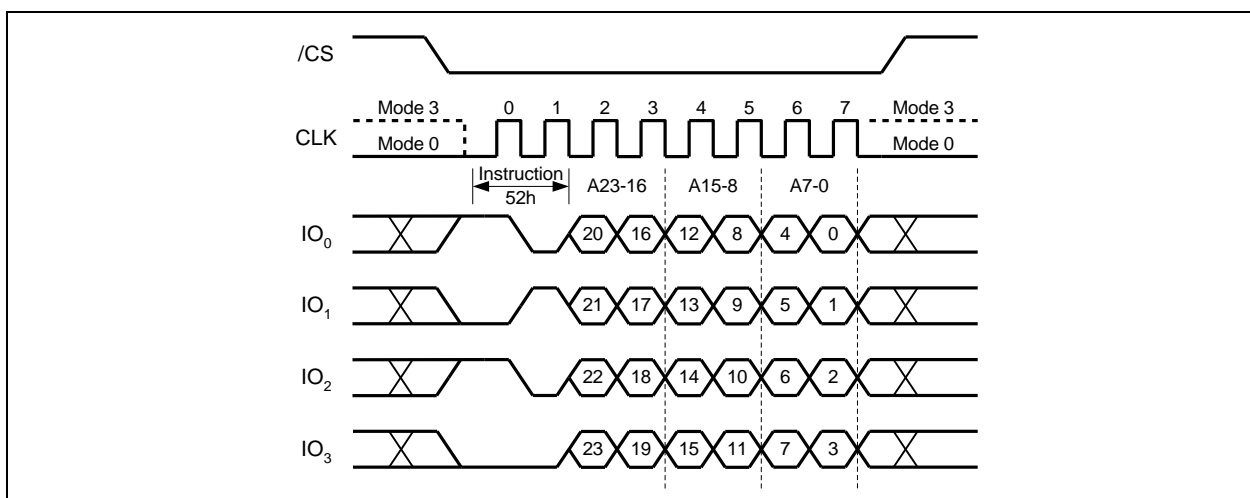 /CS
Mode 3 0 1 2 3 4 5 6 7 Mode 3
CLK
Mode 0 Mode 0
Instruction A23-16 A15-8 A7-0
52h
IO0 20 16 12 8 4 0
IO1 21 17 13 9 5 1
IO2 22 18 14 10 6 2
IO3 23 19 15 11 7 3